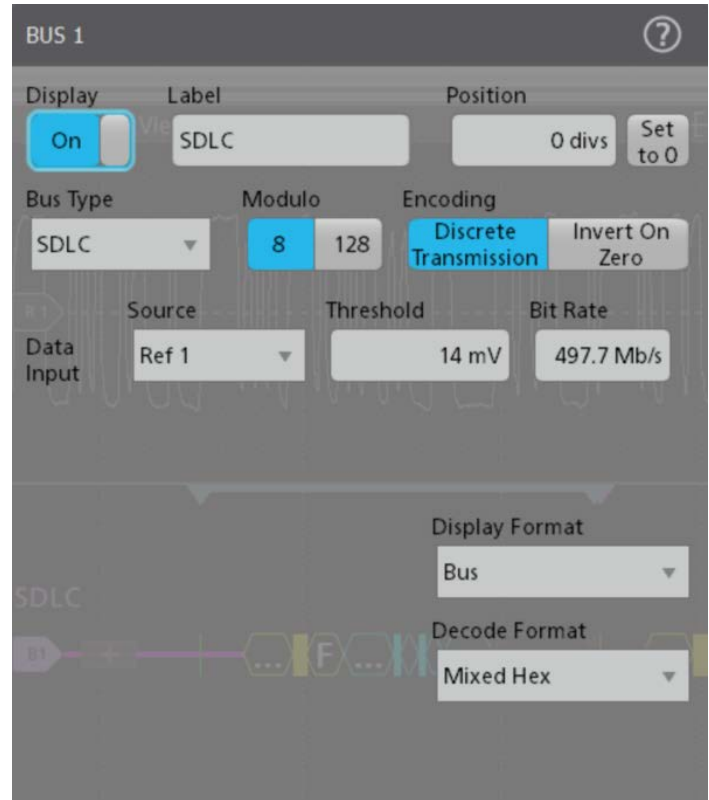 BUS 1
?
Display Label Position
On SDLC 0 divs Set to 0
Bus Type Modulo Encoding
SDLC 8 128 Discrete Transmission Invert On Zero
Source Threshold Bit Rate
Data Input Ref 1 14 mV 497.7 Mb/s
R1
Display Format
Bus
SDLC
Decode Format
B1 ... F ...
Mixed Hex